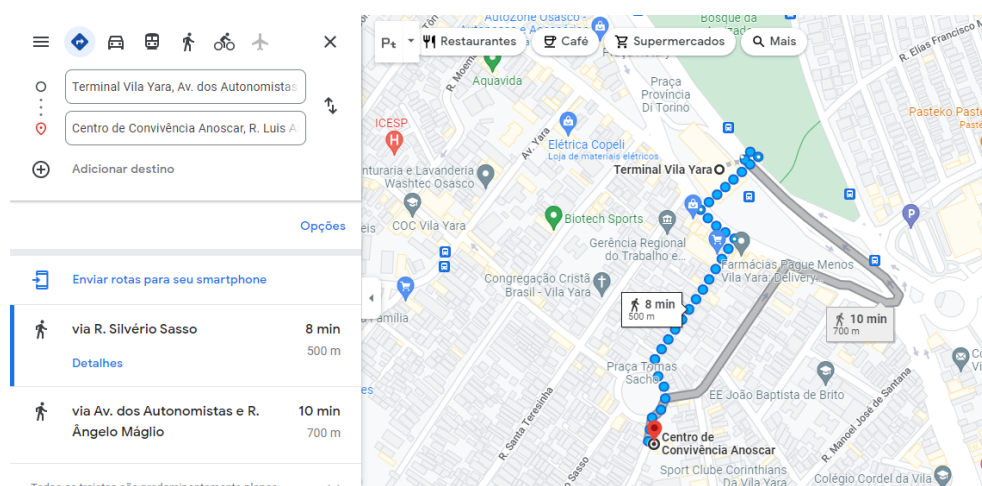 Terminal Vila Yara, Av. dos Autonomistas
Centro de Convivência Anoscar, R. Luis A
Adicionar destino
Opções
Enviar rotas para seu smartphone
via R. Silvério Sasso
8 min
500 m
Detalhes
via Av. dos Autonomistas e R.
Ângelo Máglio
10 min
700 m
Restaurantes
Café
Supermercados
Mais
AutoZone Osasco -
Bosque da
R. Elias Francisco
Aquavida
Praça
Província
Di Torino
ICESP
Av. Yara
Elétrica Copeli
Loja de materiais elétricos
Pasteko Paste
Terminal Vila Yara
Washtec Osasco
COC Vila Yara
Biotech Sports
Gerência Regional
do Trabalho e...
Farmácias Pague Menos
Vila Yara: Delivery...
Congregação Cristã
Brasil - Vila Yara
8 min
500 m
10 min
700 m
Praça Tomas
EE João Baptista de Brito
R. Santa Teresinha
R. Manoel José de Santana
Centro de
Convivência Anoscar
Sport Clube Corinthians
Da Vila Yara
Colégio Cordel da Vila